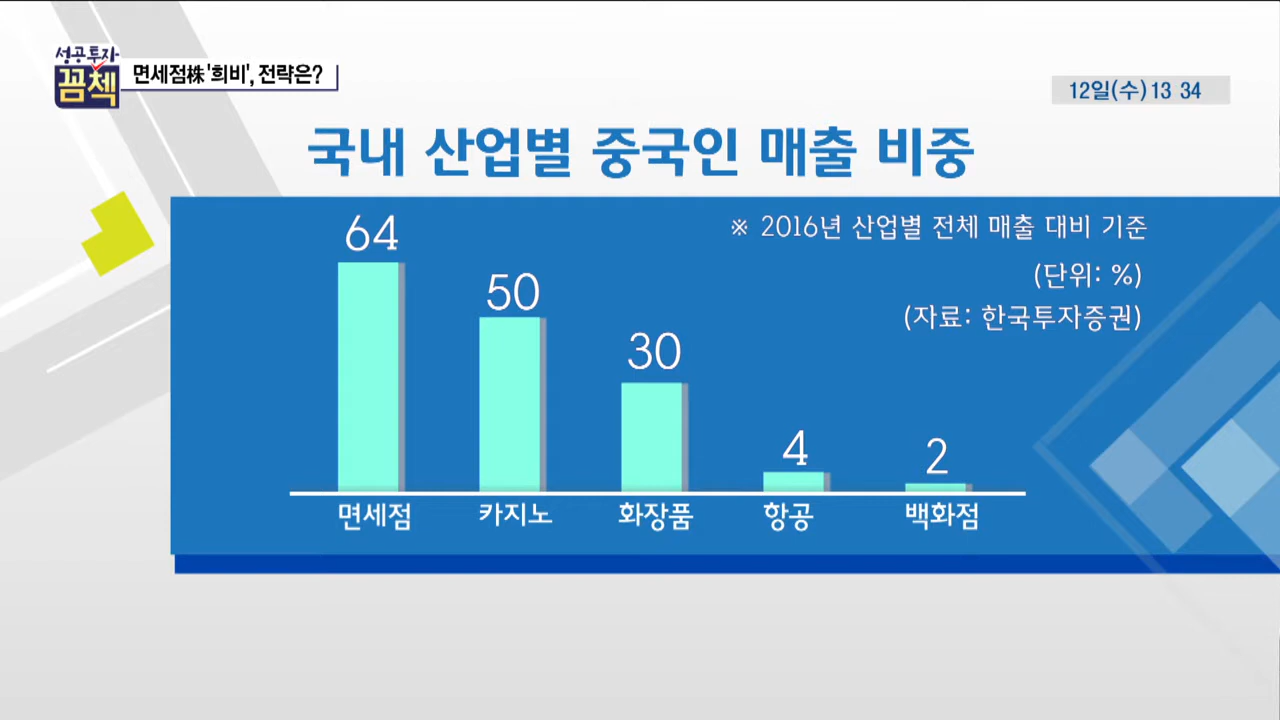 성공투자
꼼첵
면세점株 '희비', 전략은?
12일(수) 13 34
국내 산업별 중국인 매출 비중
※ 2016년 산업별 전체 매출 대비 기준
(단위: %)
(자료: 한국투자증권)
64 50 30 4 2
면세점 카지노 화장품 항공 백화점